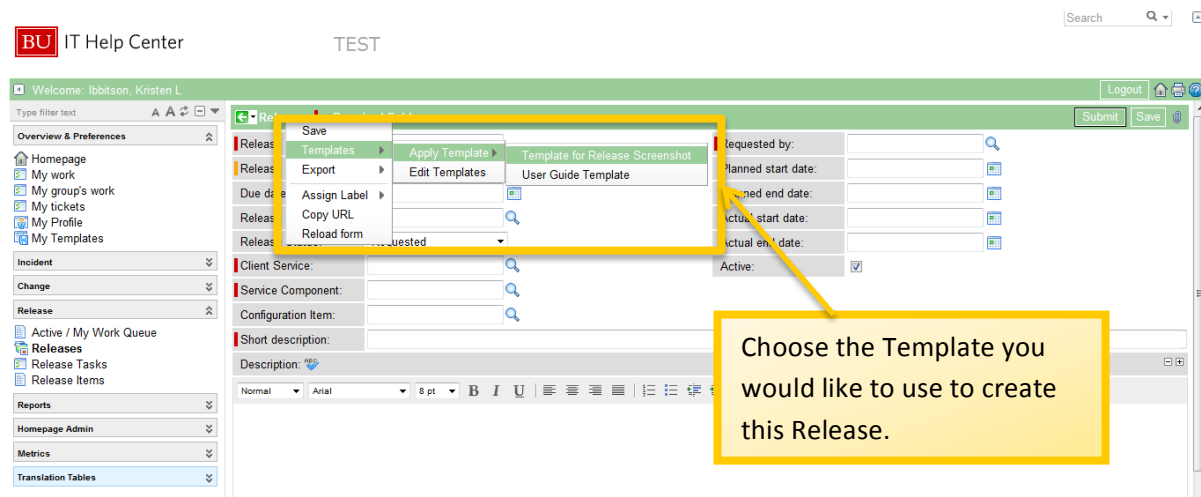 Search
BU IT Help Center TEST
Welcome: Ibbitson, Kristen L Logout
Type filter text A A
Submit Save
Overview & Preferences
Homepage
My work
My group's work
My tickets
My Profile
My Templates
Incident
Change
Release
Active / My Work Queue
Releases
Release Tasks
Release Items
Reports
Homepage Admin
Metrics
Translation Tables
Save
Templates Apply Template Template for Release Screenshot
Export Edit Templates User Guide Template
Assign Label
Copy URL
Reload form
Due date
Requested
Client Service:
Service Component:
Configuration Item:
Short description:
Description:
Requested by:
Planned start date:
end date:
Actual start date:
Actual end date:
Active:
Normal Arial 8 pt B I U
Choose the Template you
would like to use to create
this Release.